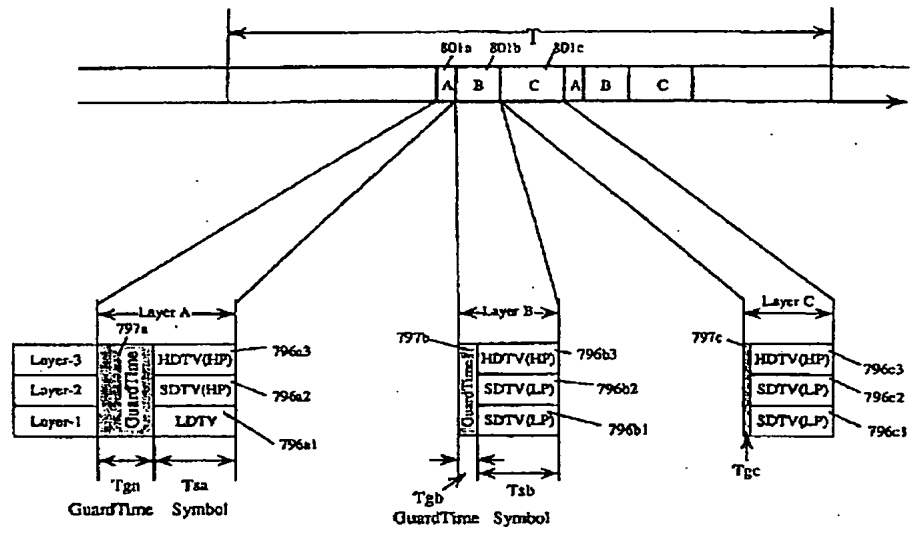 T
801a 801b 801c
A B C A B C
Layer A Layer B Layer C
797a 797b 797c
Layer-3 HDTV(HP) 796a3 HDTV(HP) 796b3 HDTV(HP) 796c3
Layer-2 SDTV(HP) 796a2 SDTV(LP) 796b2 SDTV(LP) 796c2
Layer-1 LDTV 796a1 SDTV(LP) 796b1 SDTV(LP) 796c1
GuardTime GuardTime
Tga Tsa Tgb Tsb Tgc
GuardTime Symbol GuardTime Symbol